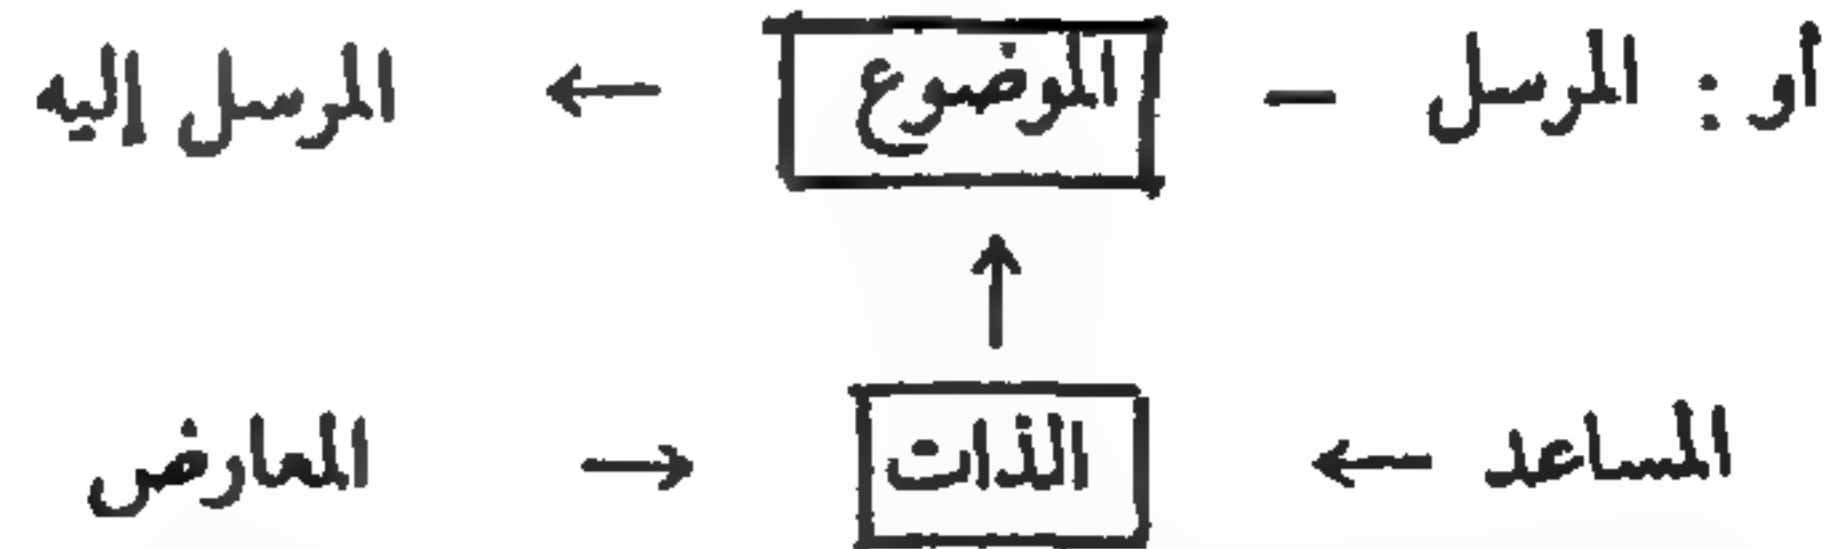 أو : المرسل – الموضوع ← المرسل إليه
↑
المساعد ← الذات → المعارض